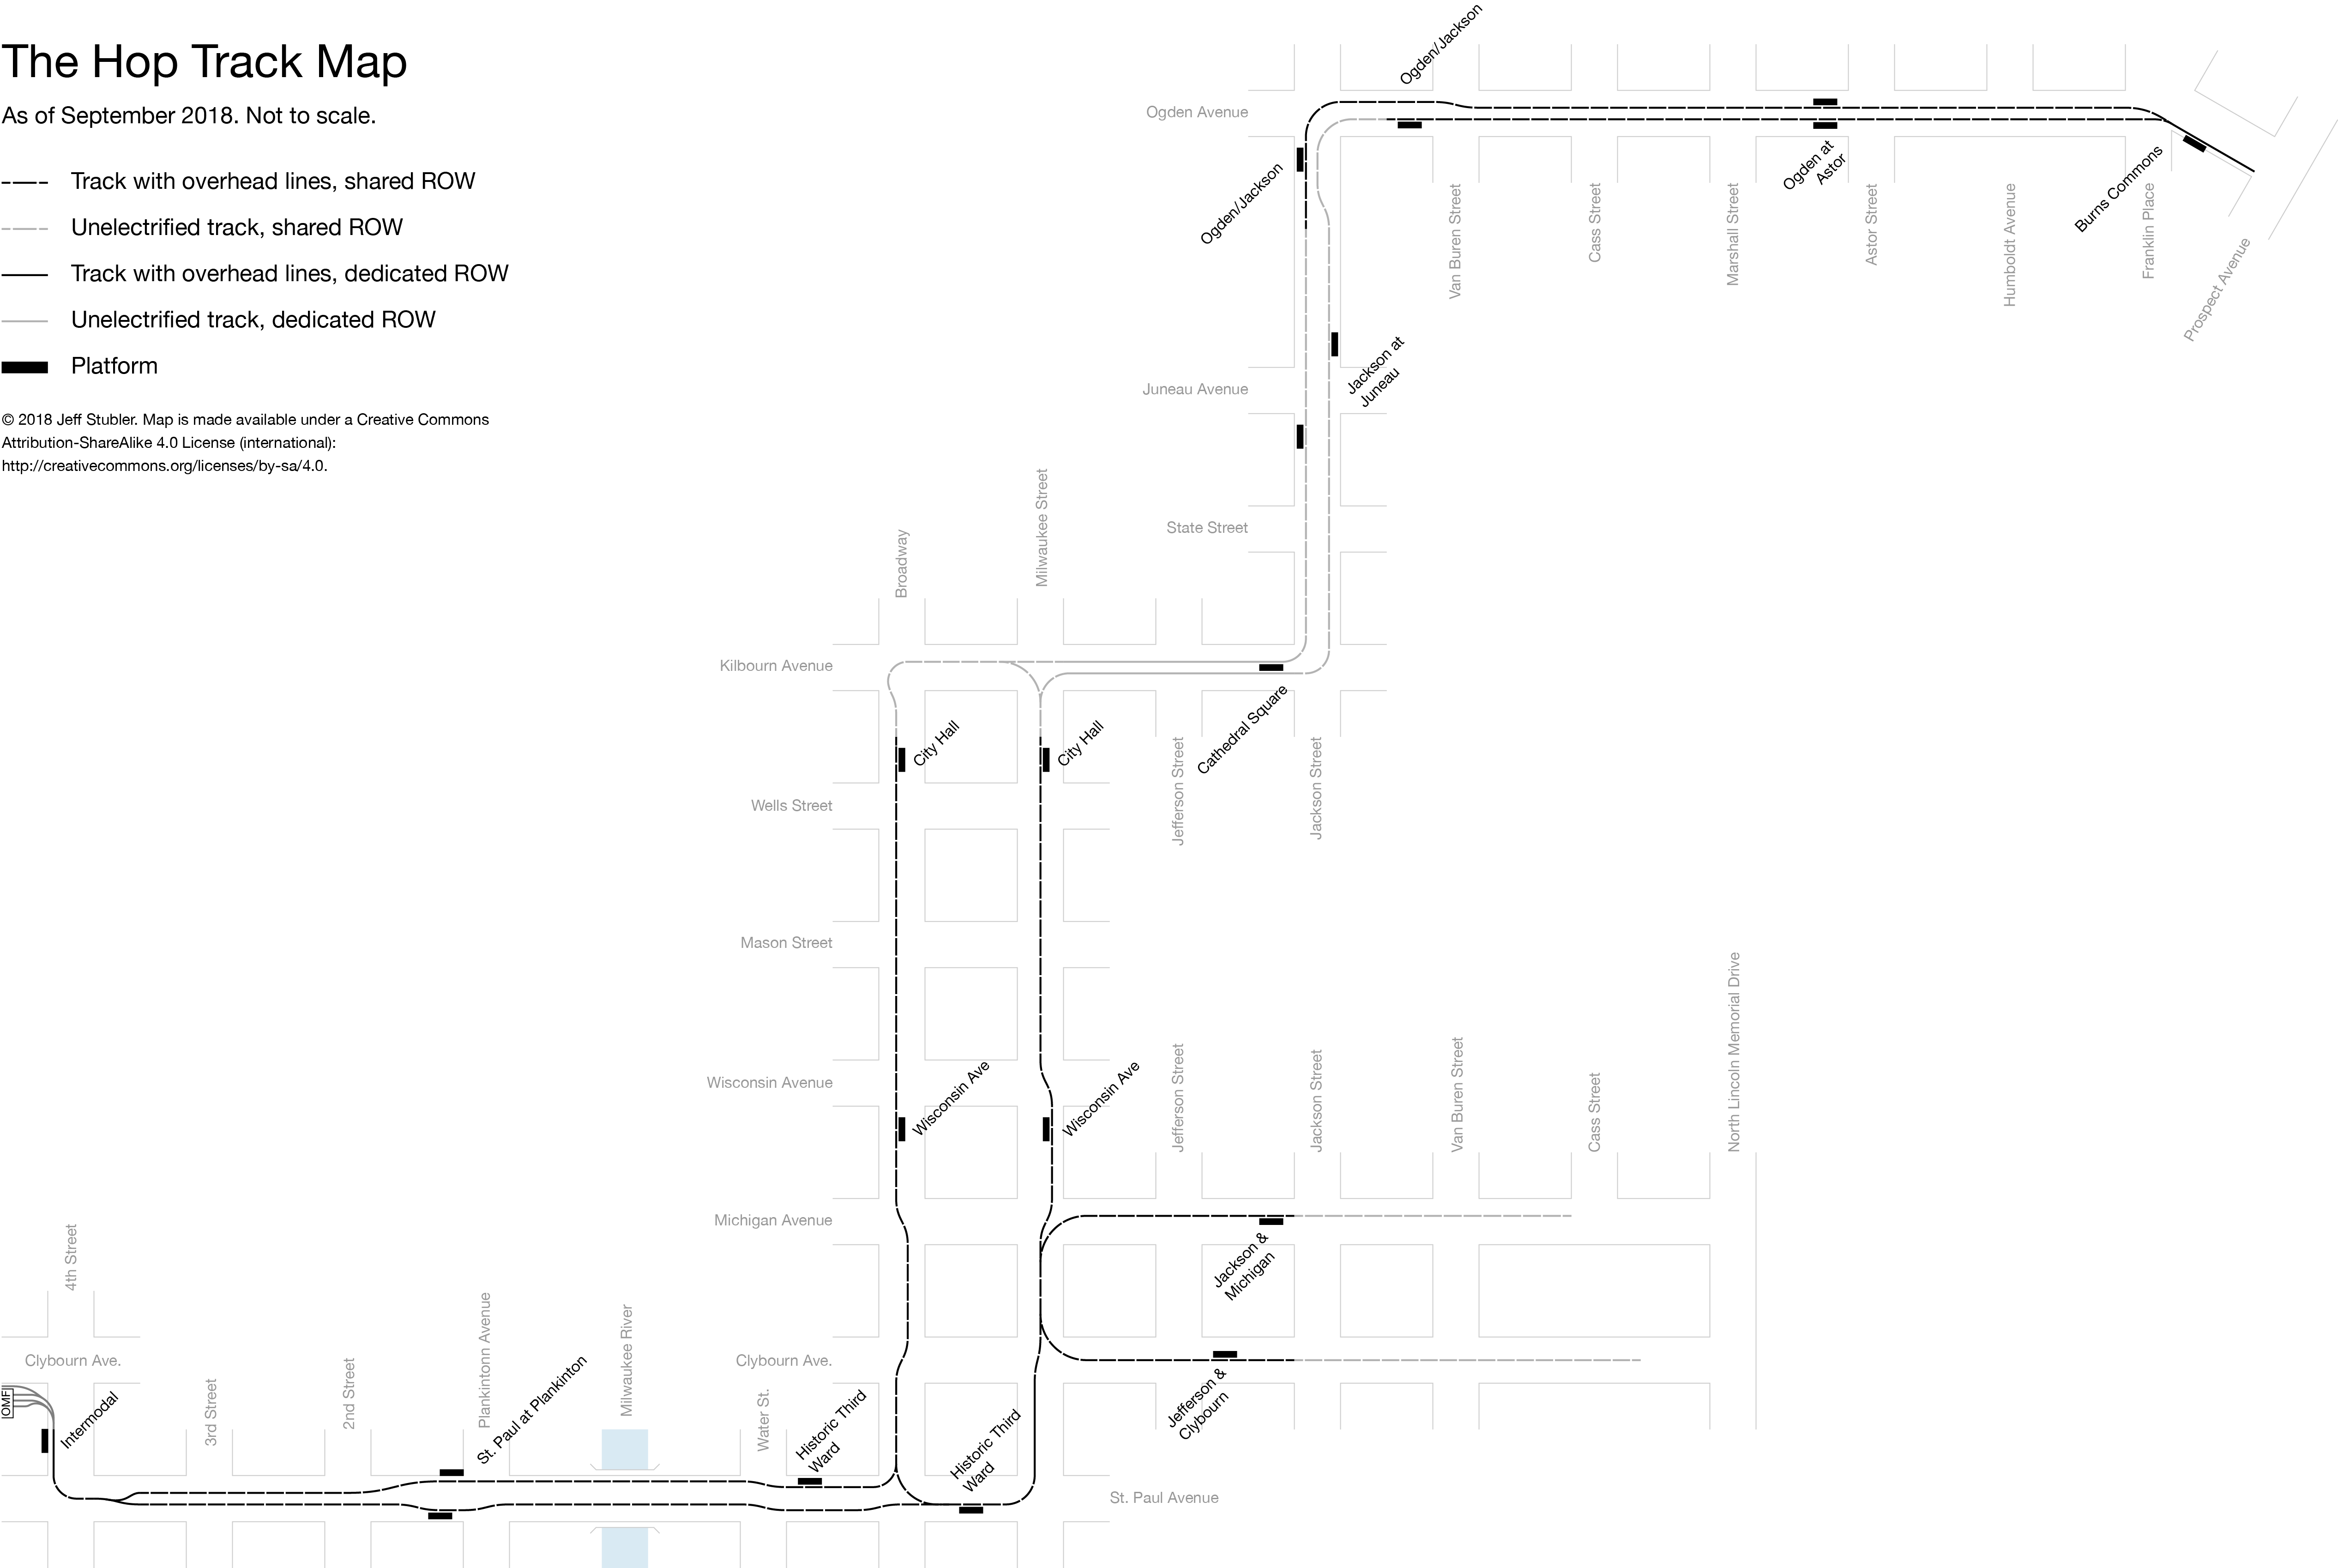 The Hop Track Map
As of September 2018. Not to scale.
Track with overhead lines, shared ROW
Unelectrified track, shared ROW
Track with overhead lines, dedicated ROW
Unelectrified track, dedicated ROW
Platform
© 2018 Jeff Stubler. Map is made available under a Creative Commons
Attribution-ShareAlike 4.0 License (international):
http://creativecommons.org/licenses/by-sa/4.0.
Ogden/Jackson
Ogden Avenue
Ogden/Jackson
Ogden at
Astor
Burns Commons
Van Buren Street
Cass Street
Marshall Street
Astor Street
Humboldt Avenue
Franklin Place
Prospect Avenue
Jackson at
Juneau
Juneau Avenue
State Street
Broadway
Milwaukee Street
Kilbourn Avenue
City Hall
City Hall
Cathedral Square
Jefferson Street
Jackson Street
Wells Street
Mason Street
Wisconsin Avenue
Wisconsin Ave
Wisconsin Ave
Jefferson Street
Jackson Street
Van Buren Street
Cass Street
North Lincoln Memorial Drive
Michigan Avenue
Jackson &
Michigan
4th Street
Clybourn Ave.
OMF
Intermodal
3rd Street
2nd Street
Plankintonn Avenue
St. Paul at Plankinton
Milwaukee River
Clybourn Ave.
Water St.
Historic Third
Ward
Historic Third
Ward
Jefferson &
Clybourn
St. Paul Avenue